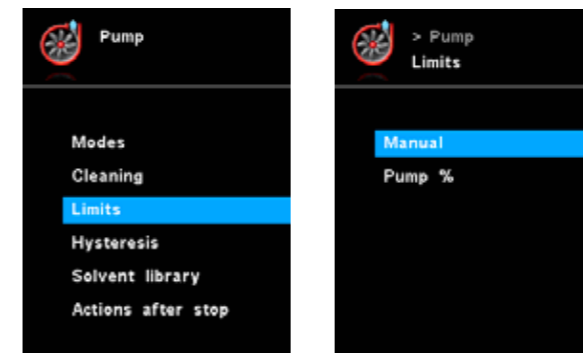 Pump
Modes
Cleaning
Limits
Hysteresis
Solvent library
Actions after stop
> Pump
Limits
Manual
Pump %